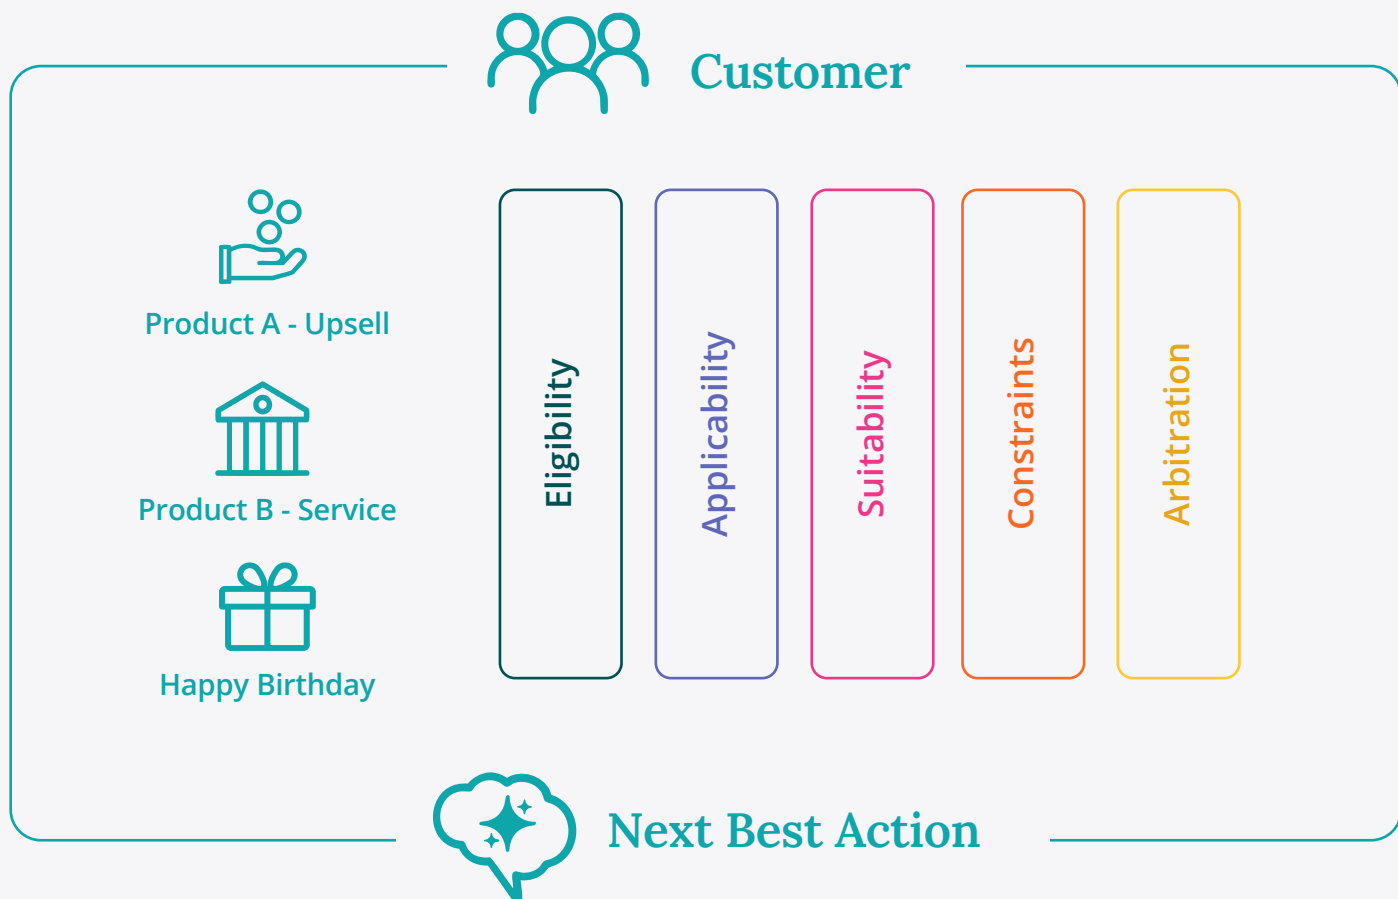 Customer
Product A - Upsell
Product B - Service
Happy Birthday
Eligibility
Applicability
Suitability
Constraints
Arbitration
Next Best Action